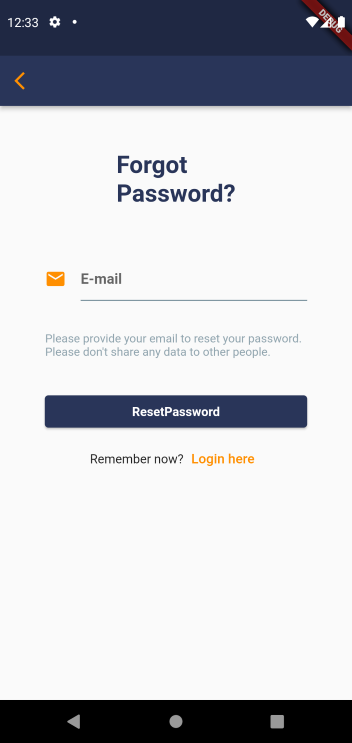 12:33
DEBUG
Forgot
Password?
E-mail
Please provide your email to reset your password.
Please don't share any data to other people.
ResetPassword
Remember now? Login here